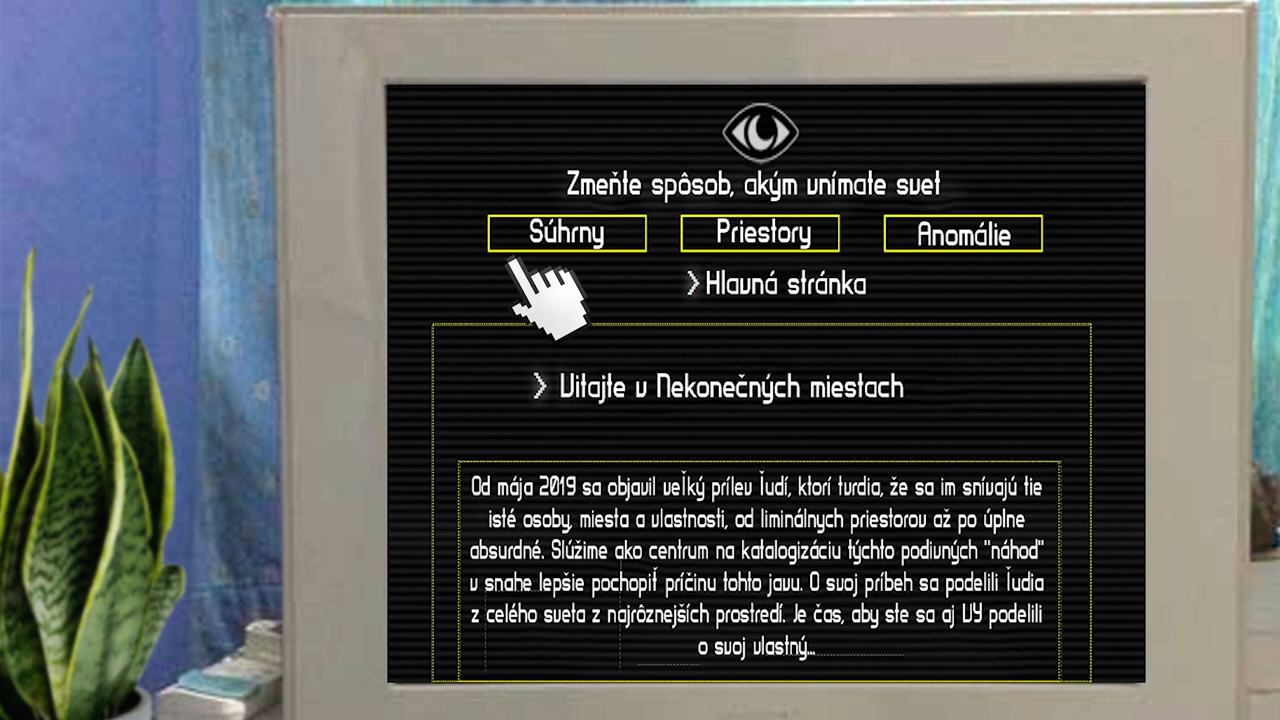 Zmeňte spôsob, akým vnímate svet
Súhrny
Priestory
Anomálie
Hlavná stránka
Vitajte v Nekonečných miestach
Od mája 2019 sa objavil veľký prílev ľudí, ktorí tvrdia, že sa im snívajú tie
isté osoby, miesta a vlastnosti, od liminálnych priestorov až po úplne
absurdné. Slúžime ako centrum na katalogizáciu týchto podivných "náhod"
v snahe lepšie pochopiť príčinu tohto javu. O svoj príbeh sa podelili ľudia
z celého sveta z najrôznejších prostredí. Je čas, aby ste sa aj VY podelili
o svoj vlastný...